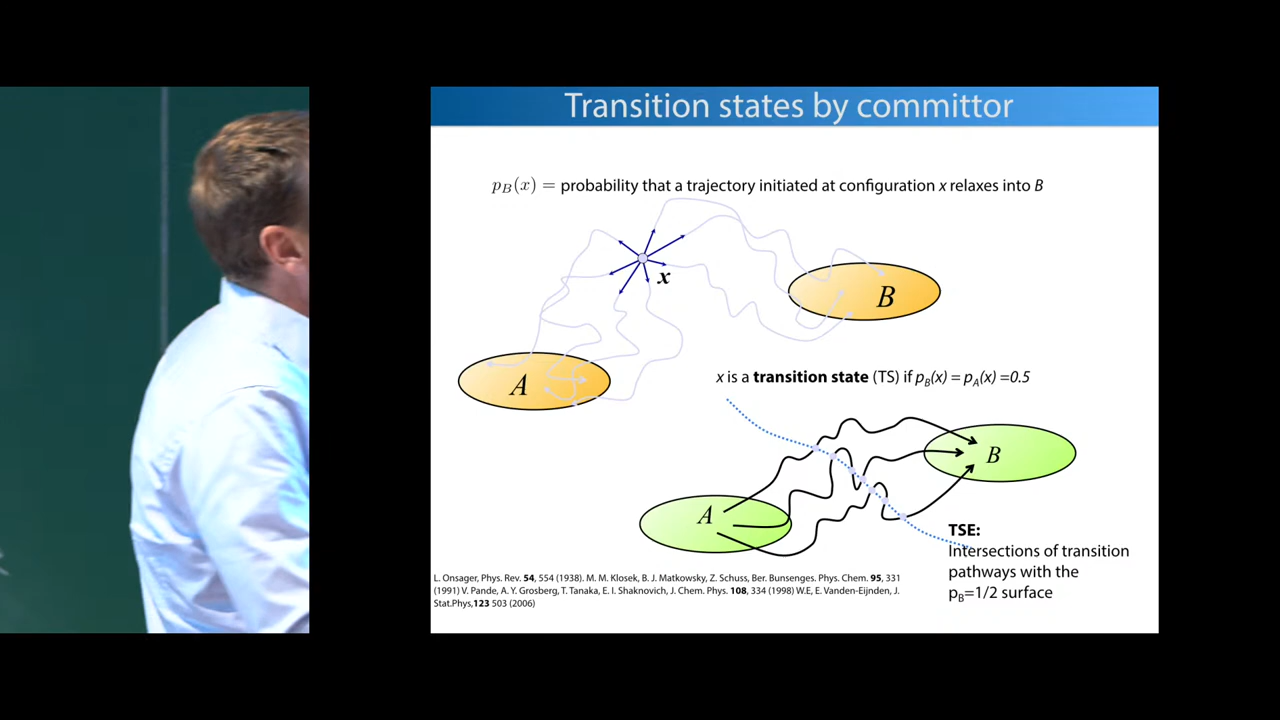 Transition states by committor
p_B(x) = probability that a trajectory initiated at configuration x relaxes into B
x
B
A
x is a transition state (TS) if p_B(x) = p_A(x) =0.5
B
A
TSE:
Intersections of transition
pathways with the
p_B=1/2 surface
L. Onsager, Phys. Rev. 54, 554 (1938). M. M. Klosek, B. J. Matkowsky, Z. Schuss, Ber. Bunsenges. Phys. Chem. 95, 331
(1991) V. Pande, A. Y. Grosberg, T. Tanaka, E. I. Shaknovich, J. Chem. Phys. 108, 334 (1998) W.E, E. Vanden-Eijnden, J.
Stat.Phys,123 503 (2006)